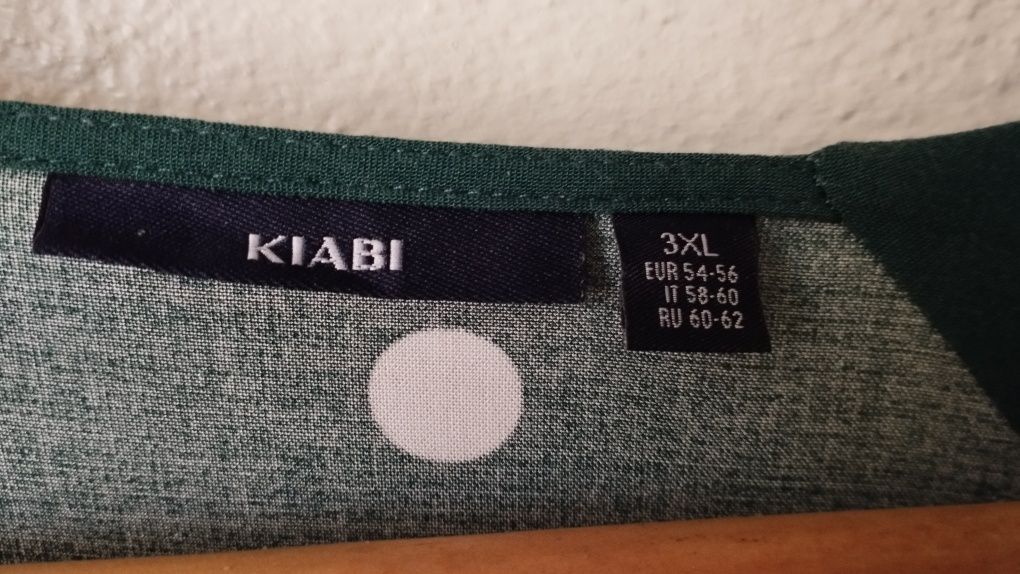 KIABI
3XL
EUR 54-56
IT 58-60
RU 60-62